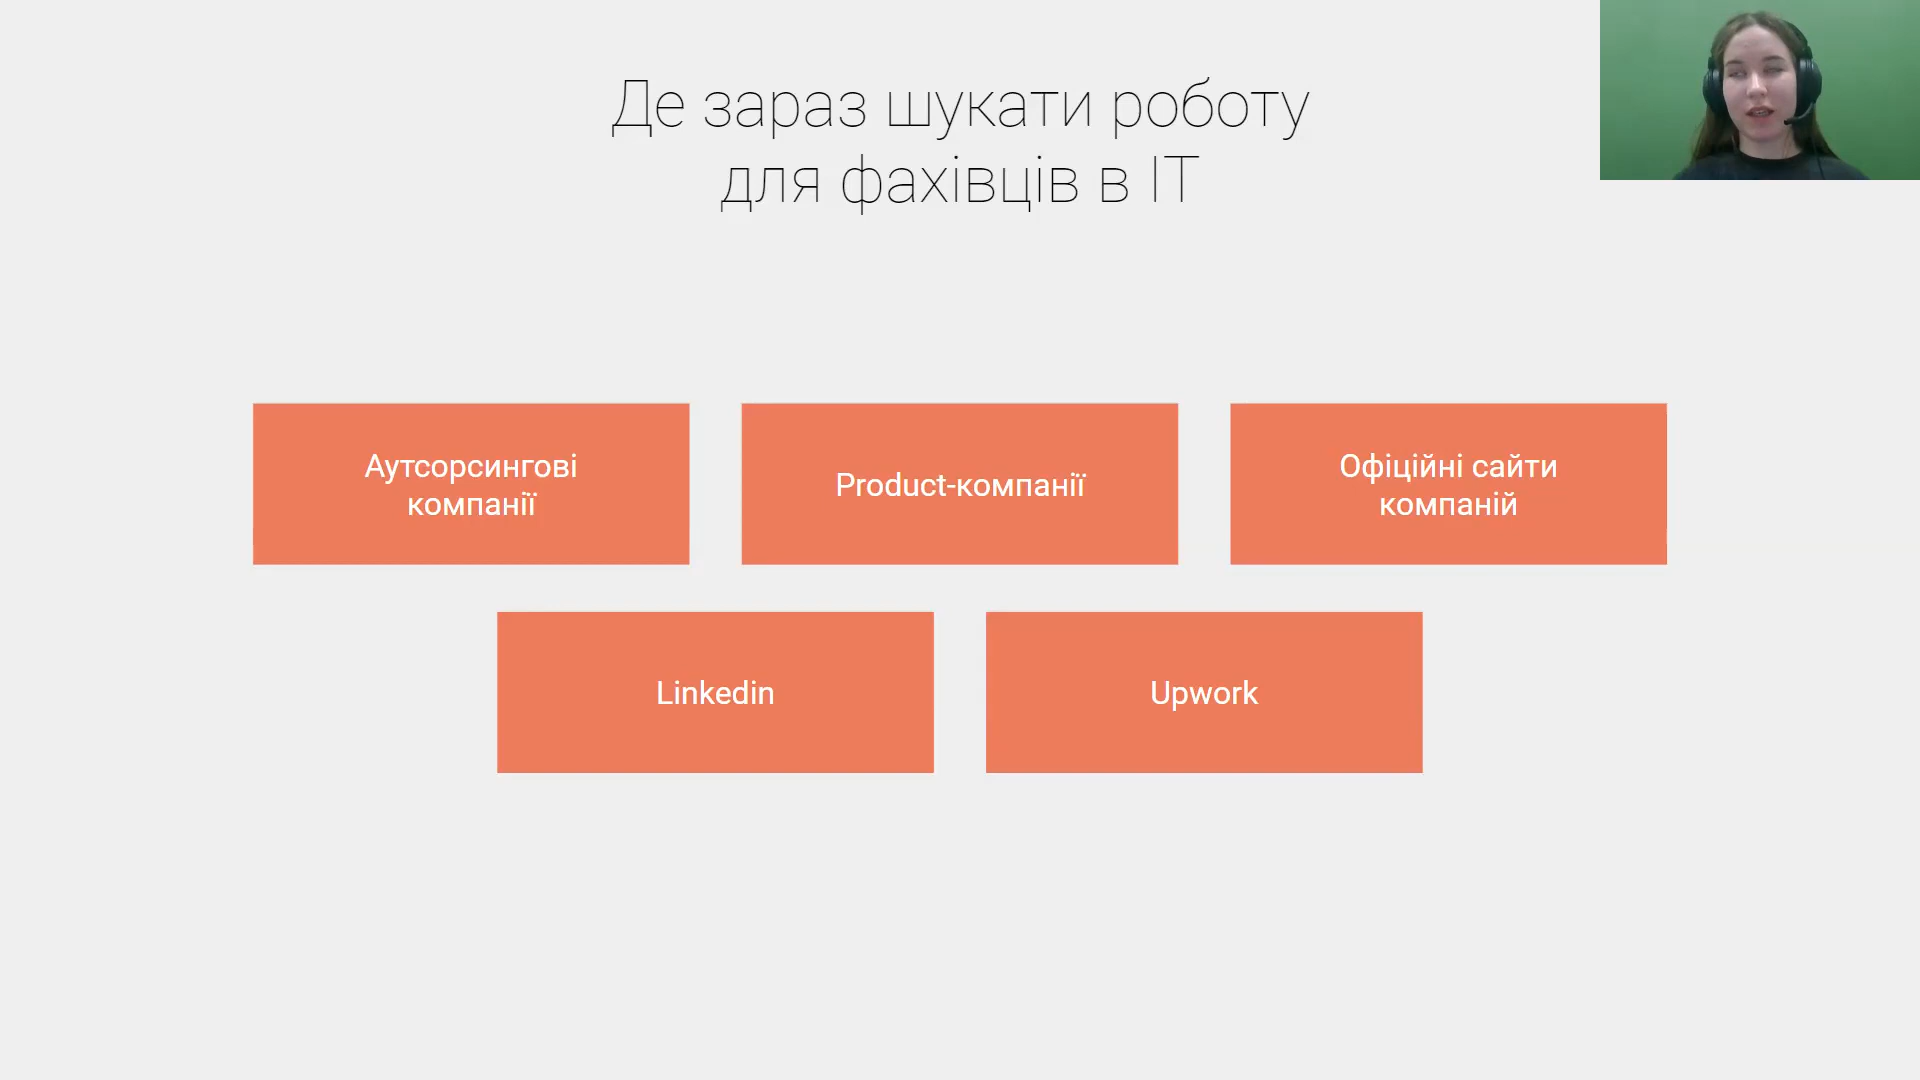 Де зараз шукати роботу
для фахівців в ІТ
Аутсорсингові
компанії
Product-компанії
Офіційні сайти
компаній
Linkedin
Upwork